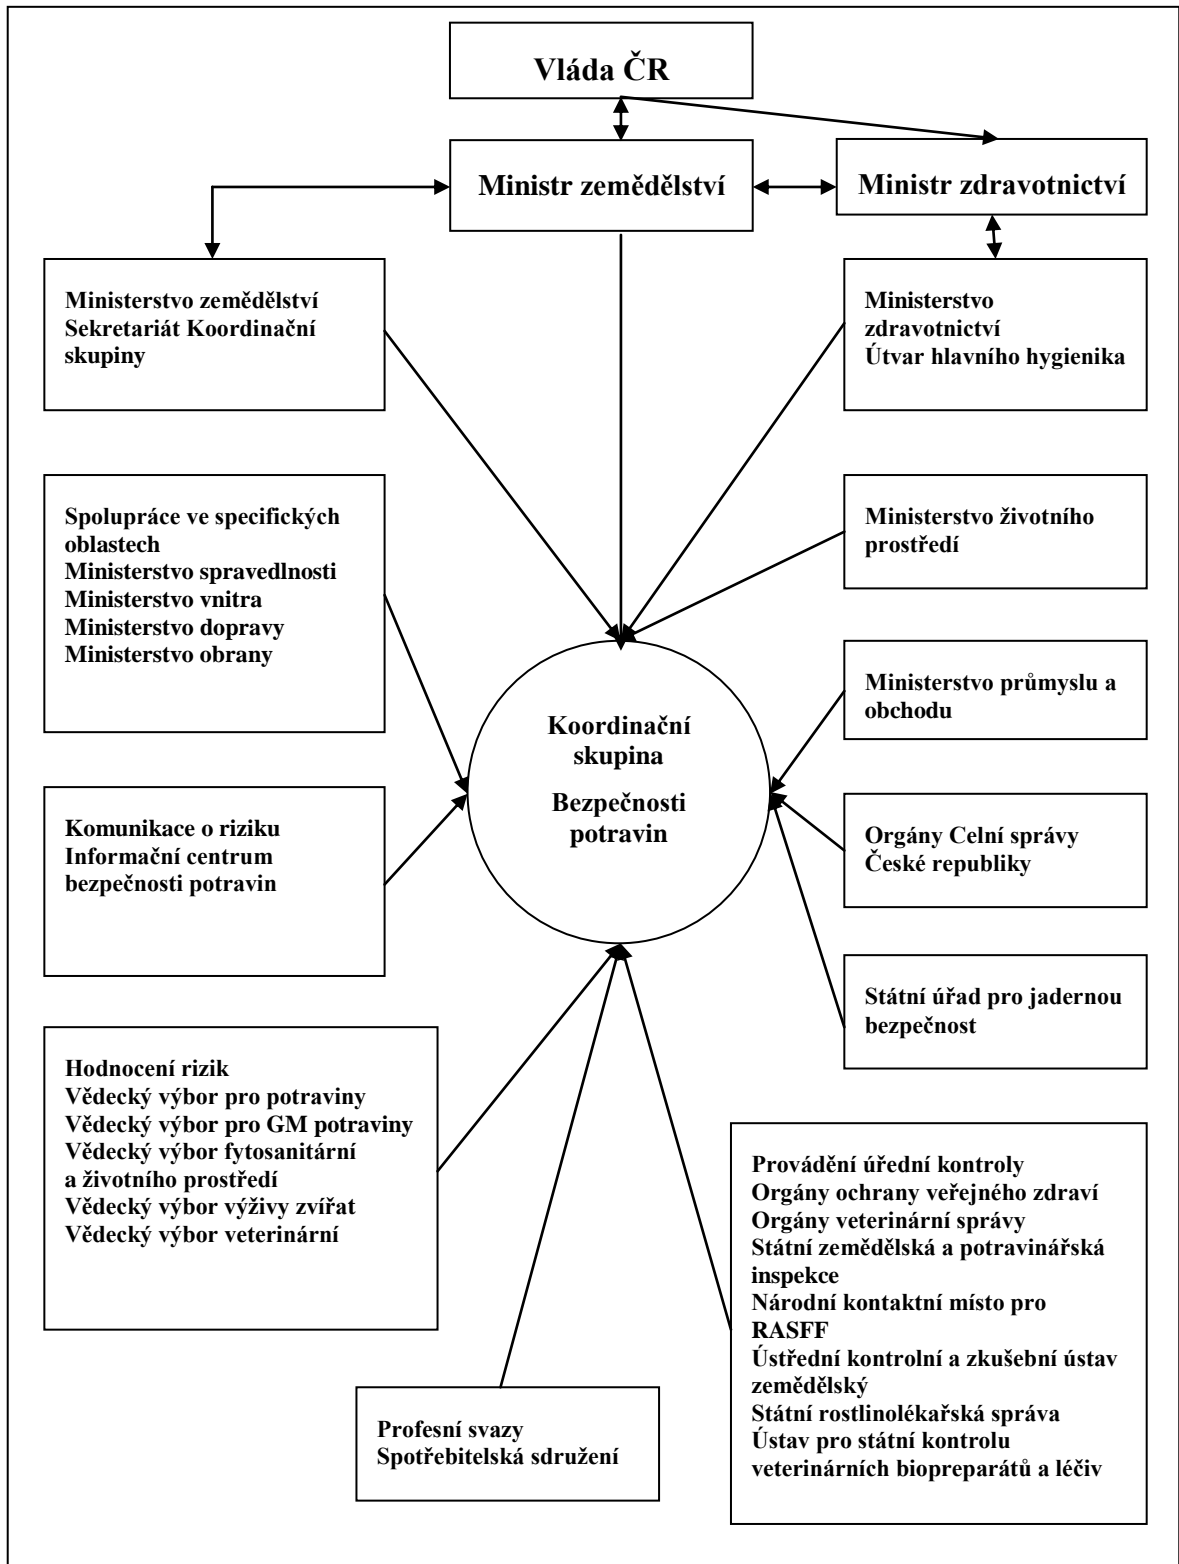 Vláda ČR
Ministr zemědělství
Ministr zdravotnictví
Ministerstvo zemědělství
Sekretariát Koordinační
skupiny
Ministerstvo
zdravotnictví
Útvar hlavního hygienika
Spolupráce ve specifických
oblastech
Ministerstvo spravedlnosti
Ministerstvo vnitra
Ministerstvo dopravy
Ministerstvo obrany
Ministerstvo životního
prostředí
Ministerstvo průmyslu a
obchodu
Koordinační
skupina
Bezpečnosti
potravin
Komunikace o riziku
Informační centrum
bezpečnosti potravin
Orgány Celní správy
České republiky
Státní úřad pro jadernou
bezpečnost
Hodnocení rizik
Vědecký výbor pro potraviny
Vědecký výbor pro GM potraviny
Vědecký výbor fytosanitární
a životního prostředí
Vědecký výbor výživy zvířat
Vědecký výbor veterinární
Provádění úřední kontroly
Orgány ochrany veřejného zdraví
Orgány veterinární správy
Státní zemědělská a potravinářská
inspekce
Národní kontaktní místo pro
RASFF
Ústřední kontrolní a zkušební ústav
zemědělský
Státní rostlinolékařská správa
Ústav pro státní kontrolu
veterinárních biopreparátů a léčiv
Profesní svazy
Spotřebitelská sdružení